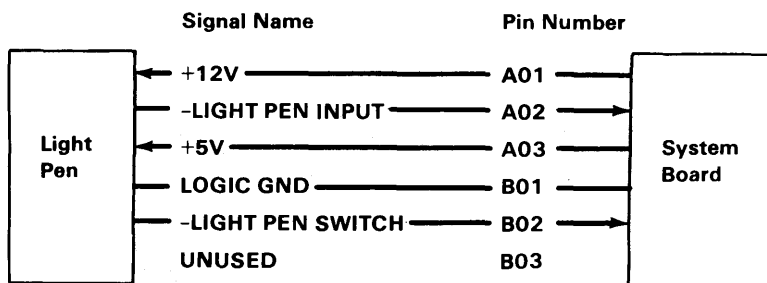 Signal Name Pin Number
+12V A01
-LIGHT PEN INPUT A02
Light Pen
+5V A03
System Board
LOGIC GND B01
-LIGHT PEN SWITCH B02
UNUSED B03